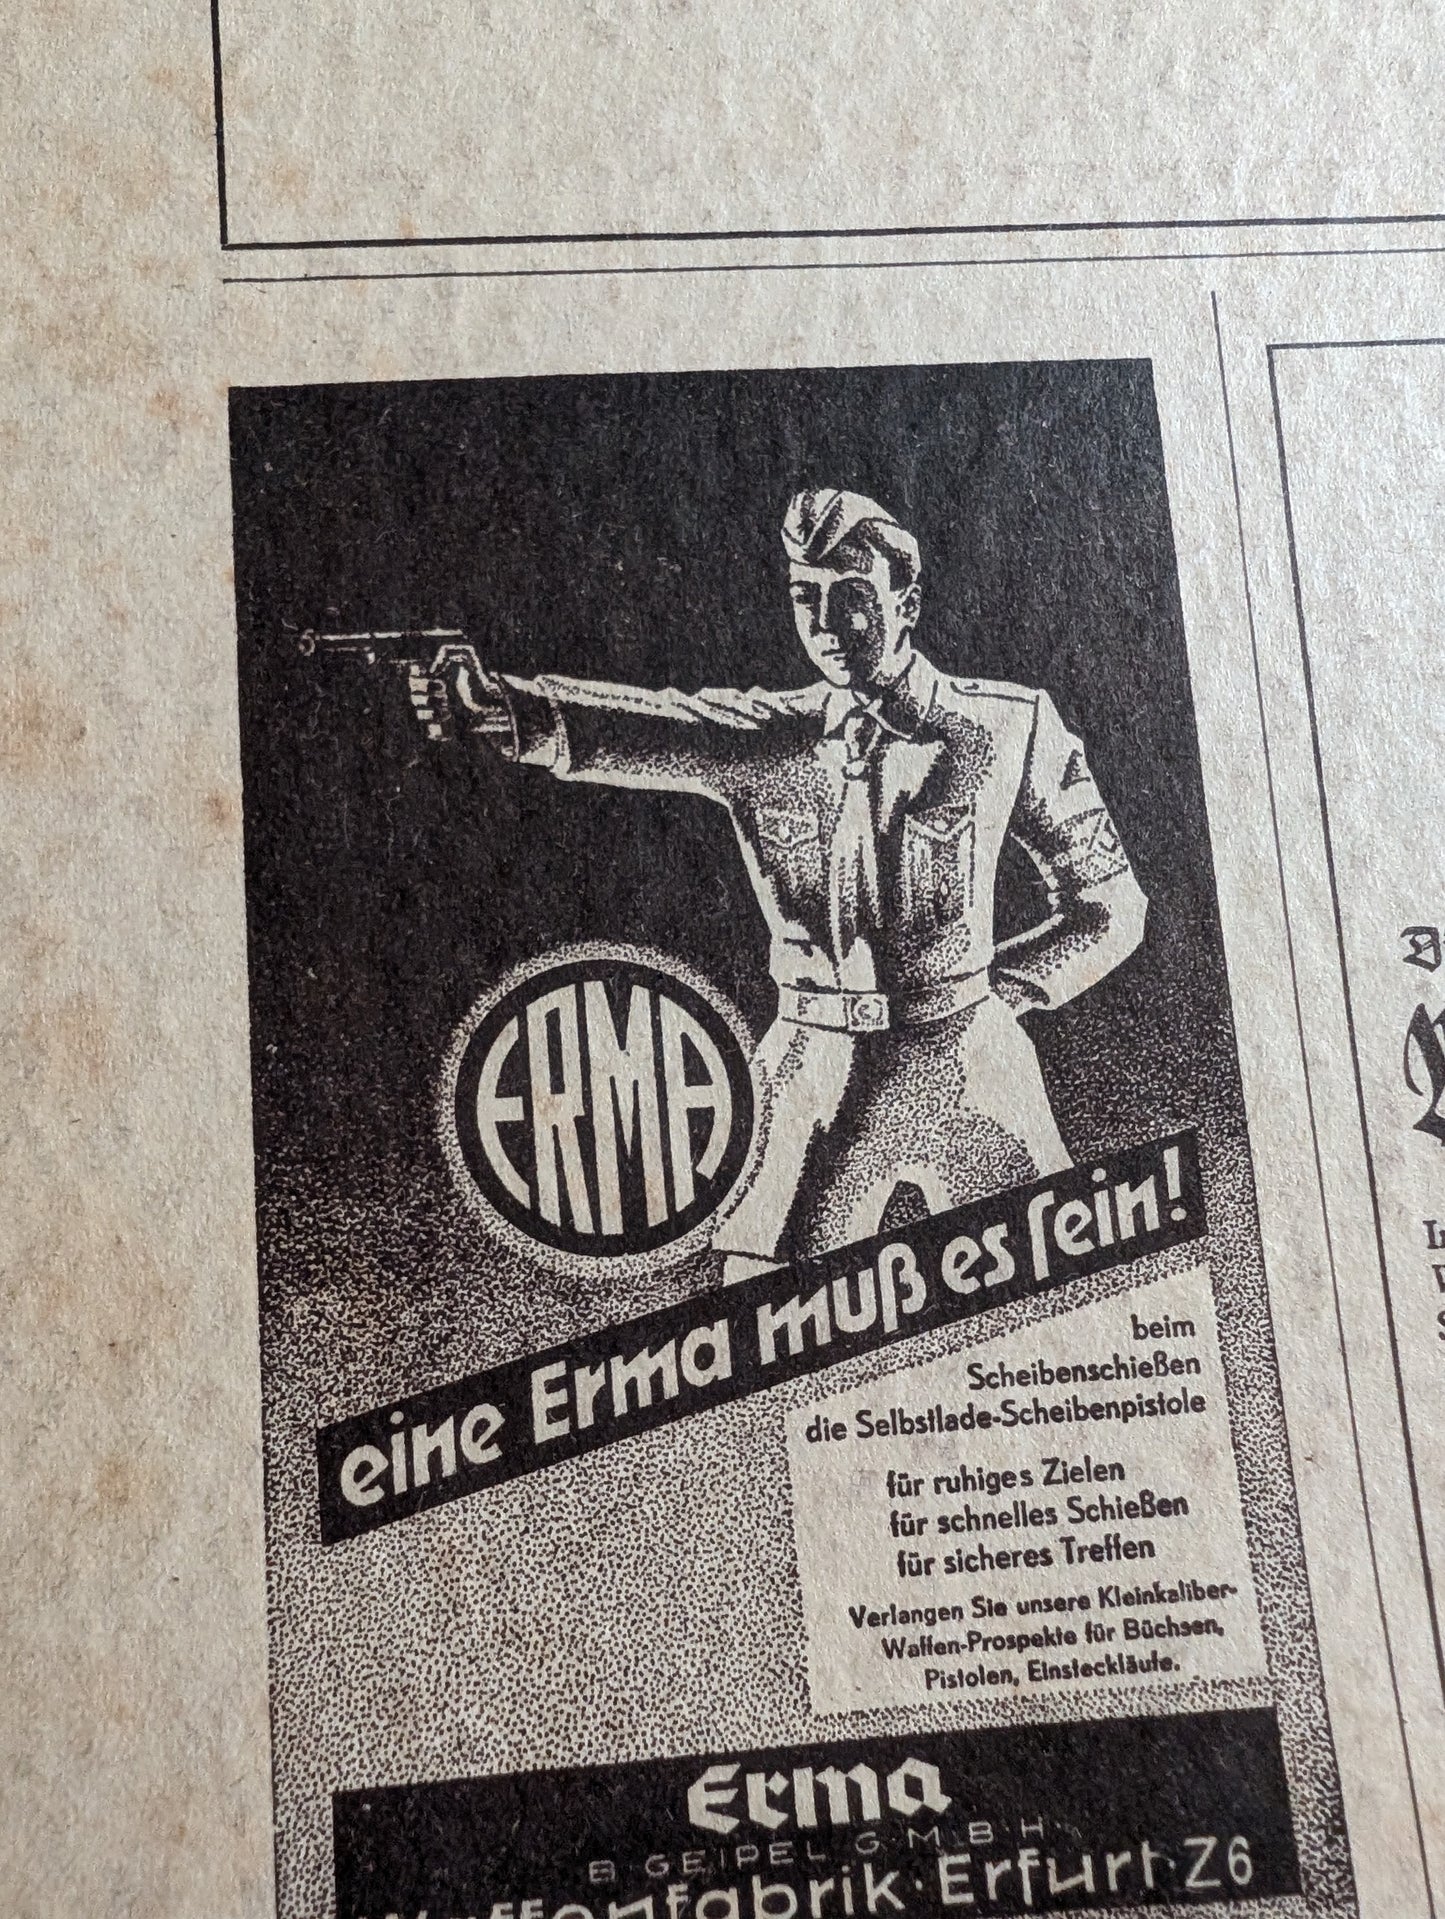 ERMA
eine Erma muß es sein!
beim
Scheibenschießen
die Selbstlade-Scheibenpistole
für ruhiges Zielen
für schnelles Schießen
für sicheres Treffen
Verlangen Sie unsere Kleinkaliber-
Waffen-Prospekte für Büchsen,
Pistolen, Einsteckläufe.
Erma
B·GEIPEL G·M·B·H·
Waffenfabrik·Erfurt·Z6